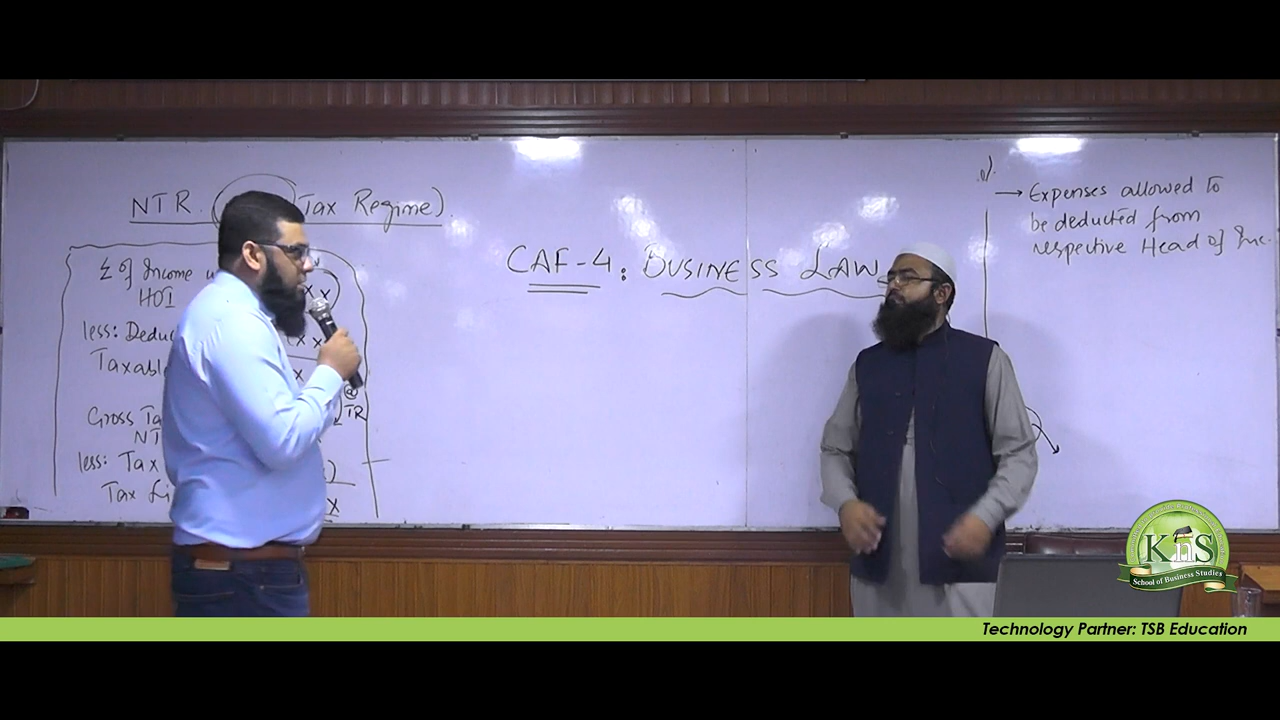 NTR. ( Tax Regime).
Σ of Income
HOI
less: Deduc
Taxabl
Gross Ta
NT
TR
less: Tax
Tax Li
CAF-4: BUSINESS LAW
→ Expenses allowed to
be deducted from
respective Head of Inc.
KnS
School of Business Studies
Technology Partner: TSB Education